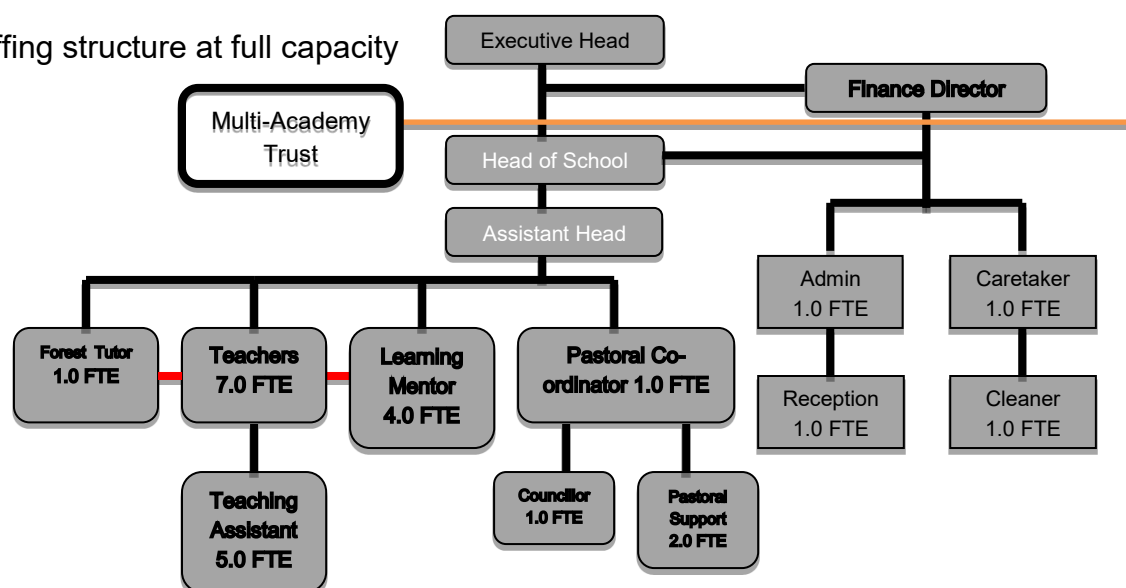 ffing structure at full capacity
Executive Head
Finance Director
Multi-Academy
Trust
Head of School
Assistant Head
Admin
1.0 FTE
Caretaker
1.0 FTE
Forest Tutor
1.0 FTE
Teachers
7.0 FTE
Learning
Mentor
4.0 FTE
Pastoral Co-
ordinator 1.0 FTE
Reception
1.0 FTE
Cleaner
1.0 FTE
Teaching
Assistant
5.0 FTE
Councillor
1.0 FTE
Pastoral
Support
2.0 FTE